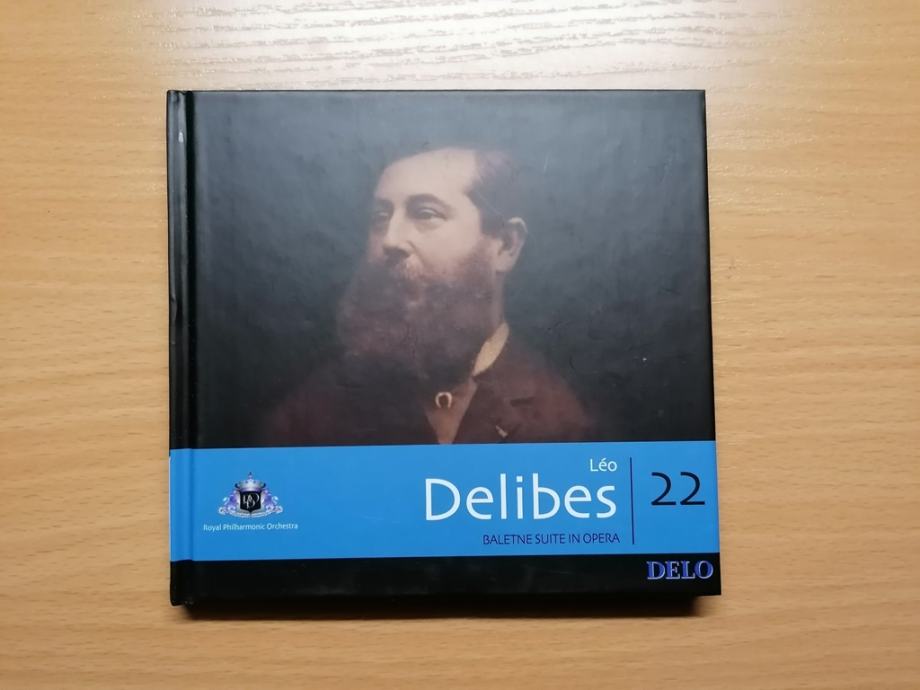 Léo
Delibes
22
BALETNE SUITE IN OPERA
Royal Philharmonic Orchestra
DELO